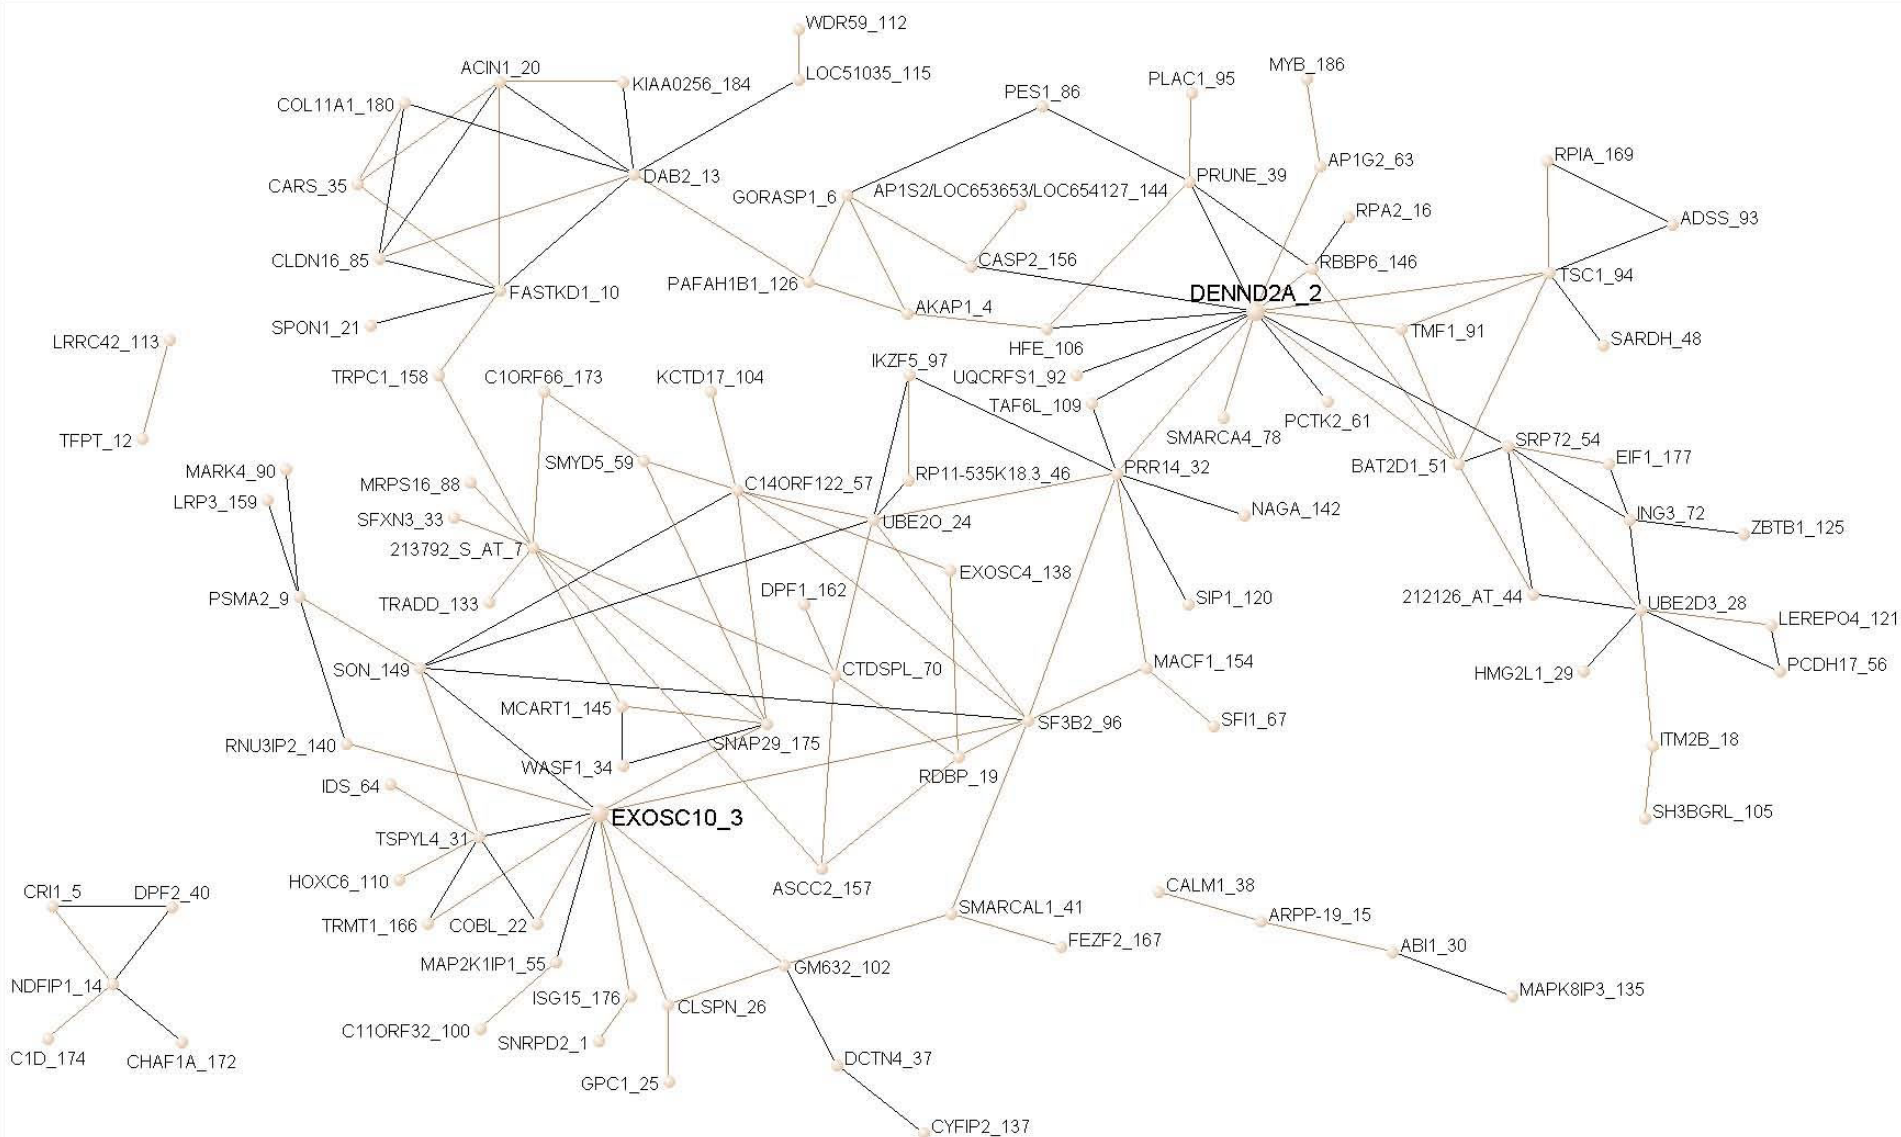 WDR59_112
ACIN1_20
LOC51035_115
MYB_186
PLAC1_95
KIAA0256_184
PES1_86
COL11A1_180
RPIA_169
AP1G2_63
DAB2_13
PRUNE_39
CARS_35
AP1S2/LOC653653/LOC654127_144
GORASP1_6
RPA2_16
ADSS_93
CLDN16_85
CASP2_156
RBBP6_146
TSC1_94
PAFAH1B1_126
FASTKD1_10
DENND2A_2
AKAP1_4
SPON1_21
TMF1_91
SARDH_48
LRRC42_113
HFE_106
IKZF5_97
TRPC1_158
C1ORF66_173
KCTD17_104
UQCRFS1_92
TAF6L_109
PCTK2_61
SMARCA4_78
TFPT_12
SRP72_54
EIF1_177
SMYD5_59
BAT2D1_51
MARK4_90
PRR14_32
RP11-535K18.3_46
MRPS16_88
C14ORF122_57
LRP3_159
NAGA_142
ING3_72
SFXN3_33
UBE2O_24
ZBTB1_125
213792_S_AT_7
EXOSC4_138
DPF1_162
212126_AT_44
PSMA2_9
TRADD_133
SIP1_120
UBE2D3_28
LEREPO4_121
SON_149
CTDSPL_70
MACF1_154
HMG2L1_29
PCDH17_56
MCART1_145
SFI1_67
SF3B2_96
RNU3IP2_140
SNAP29_175
ITM2B_18
WASF1_34
RDBP_19
IDS_64
SH3BGRL_105
EXOSC10_3
TSPYL4_31
HOXC6_110
ASCC2_157
CRI1_5
DPF2_40
CALM1_38
SMARCAL1_41
ARPP-19_15
TRMT1_166
COBL_22
FEZF2_167
ABI1_30
MAP2K1IP1_55
GM632_102
NDFIP1_14
MAPK8IP3_135
ISG15_176
CLSPN_26
C11ORF32_100
SNRPD2_1
C1D_174
CHAF1A_172
DCTN4_37
GPC1_25
CYFIP2_137